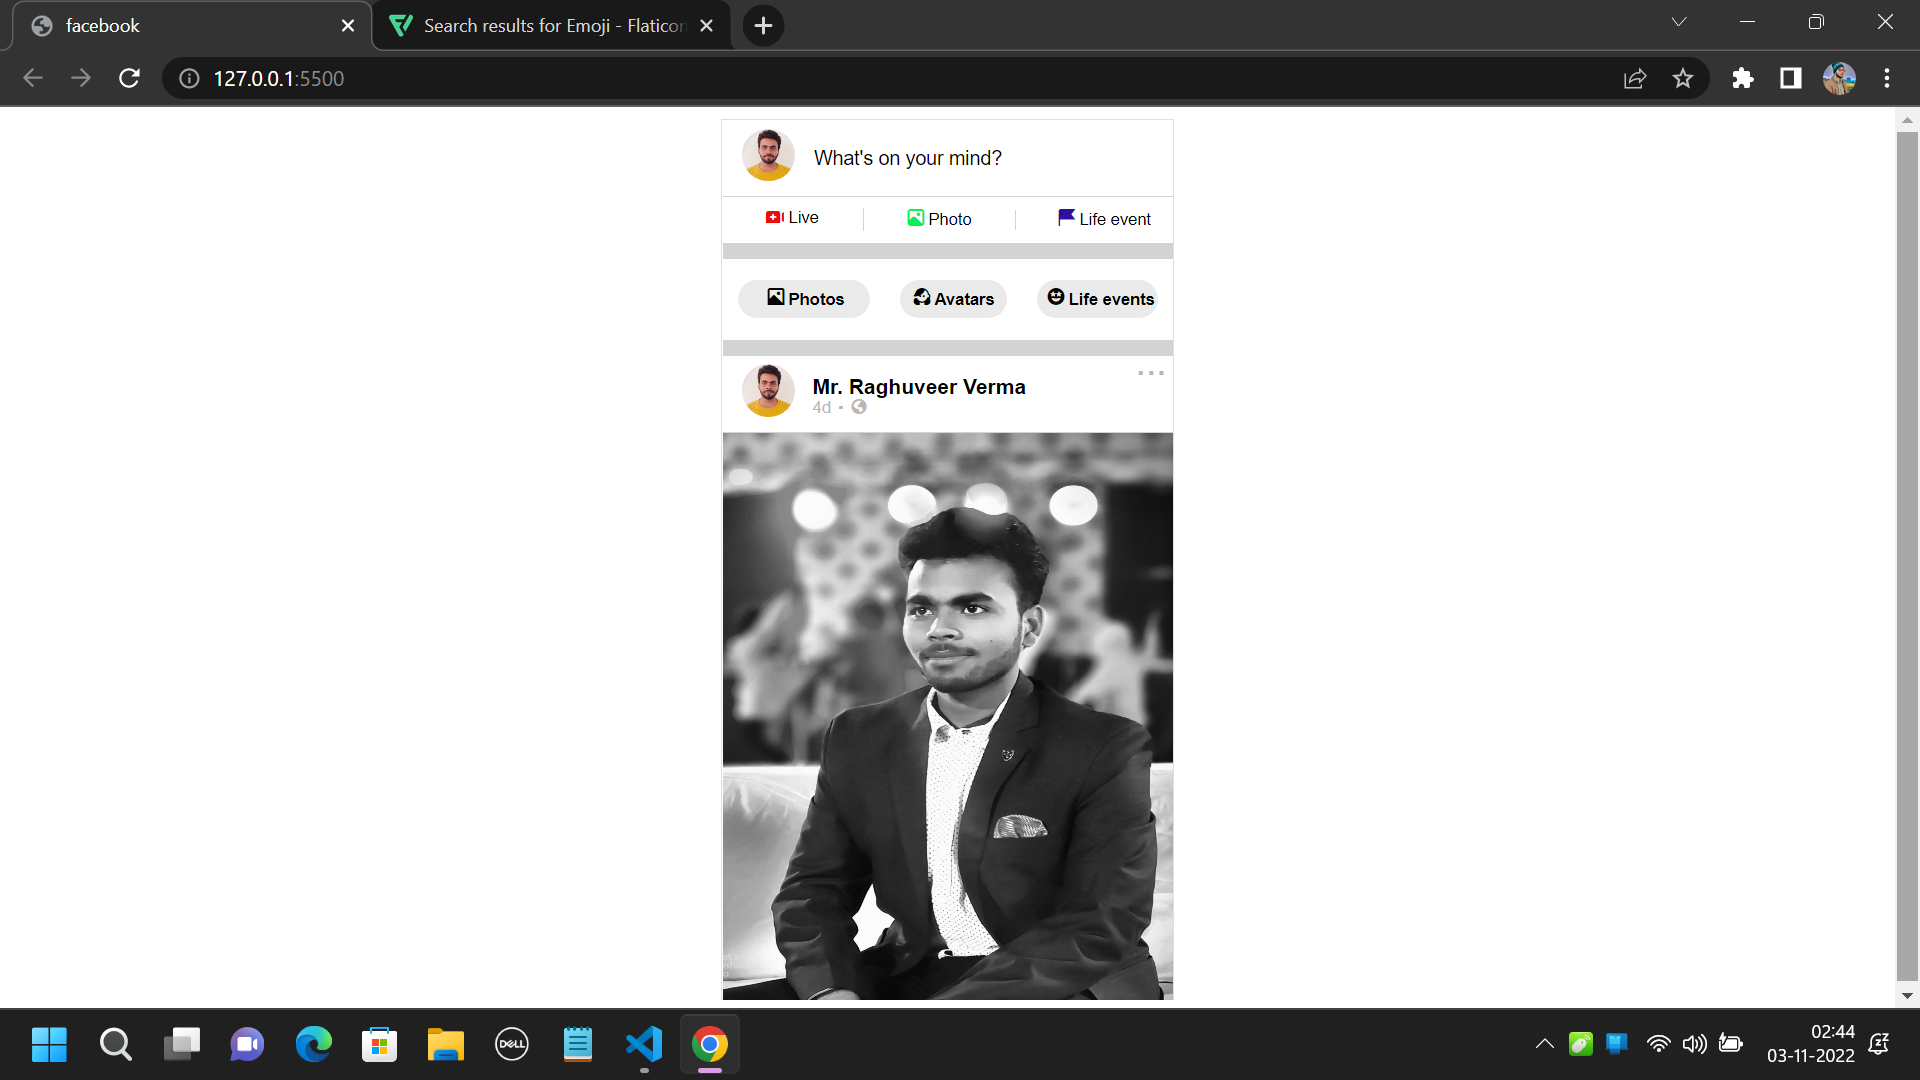 facebook
Search results for Emoji - Flaticon
127.0.0.1:5500
What's on your mind?
Live
Photo
Life event
Photos
Avatars
Life events
Mr. Raghuveer Verma
4d
DELL
02:44
03-11-2022